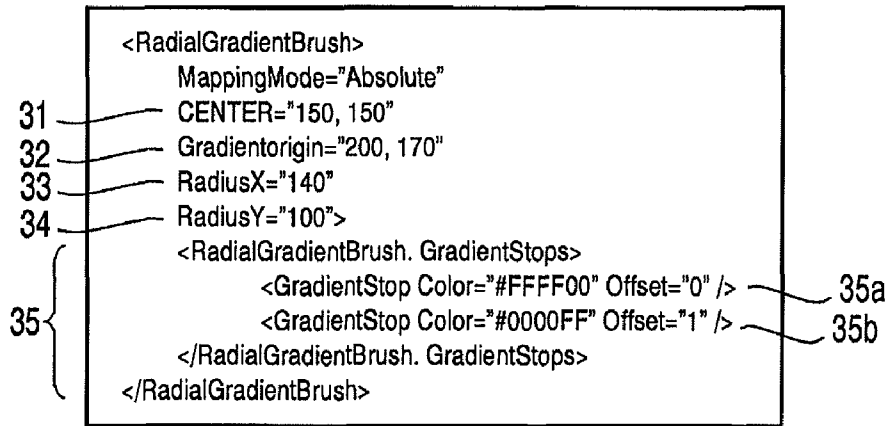 <RadialGradientBrush>
MappingMode="Absolute"
31 CENTER="150, 150"
32 Gradientorigin="200, 170"
33 RadiusX="140"
34 RadiusY="100">
<RadialGradientBrush. GradientStops>
<GradientStop Color="#FFFF00" Offset="0" /> 35a
35 <GradientStop Color="#0000FF" Offset="1" /> 35b
</RadialGradientBrush. GradientStops>
</RadialGradientBrush>